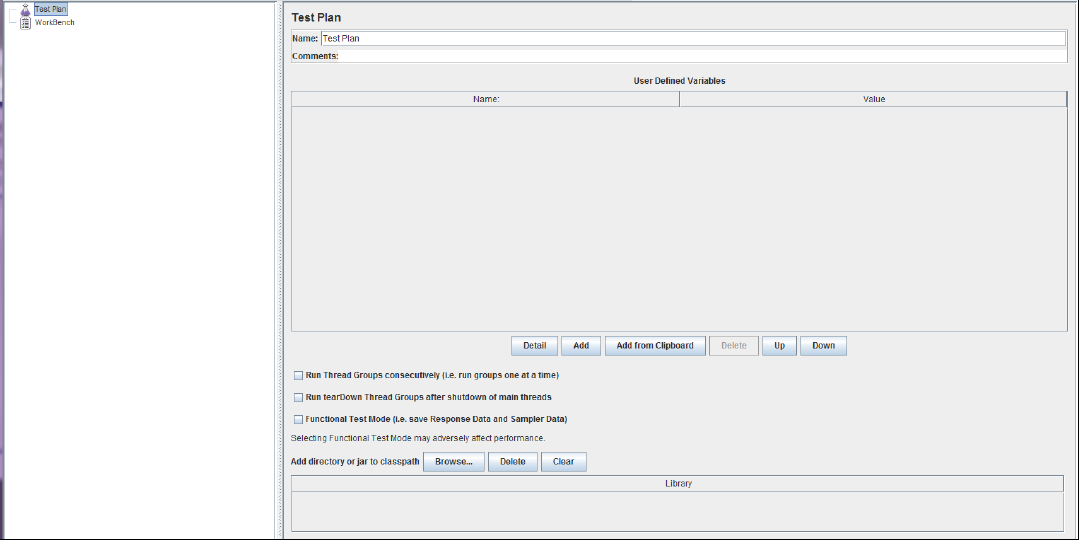 Test Plan
WorkBench
Test Plan
Name: Test Plan
Comments:
User Defined Variables
Name: Value
Detail Add Add from Clipboard Delete Up Down
Run Thread Groups consecutively (i.e. run groups one at a time)
Run tearDown Thread Groups after shutdown of main threads
Functional Test Mode (i.e. save Response Data and Sampler Data)
Selecting Functional Test Mode may adversely affect performance.
Add directory or jar to classpath Browse... Delete Clear
Library